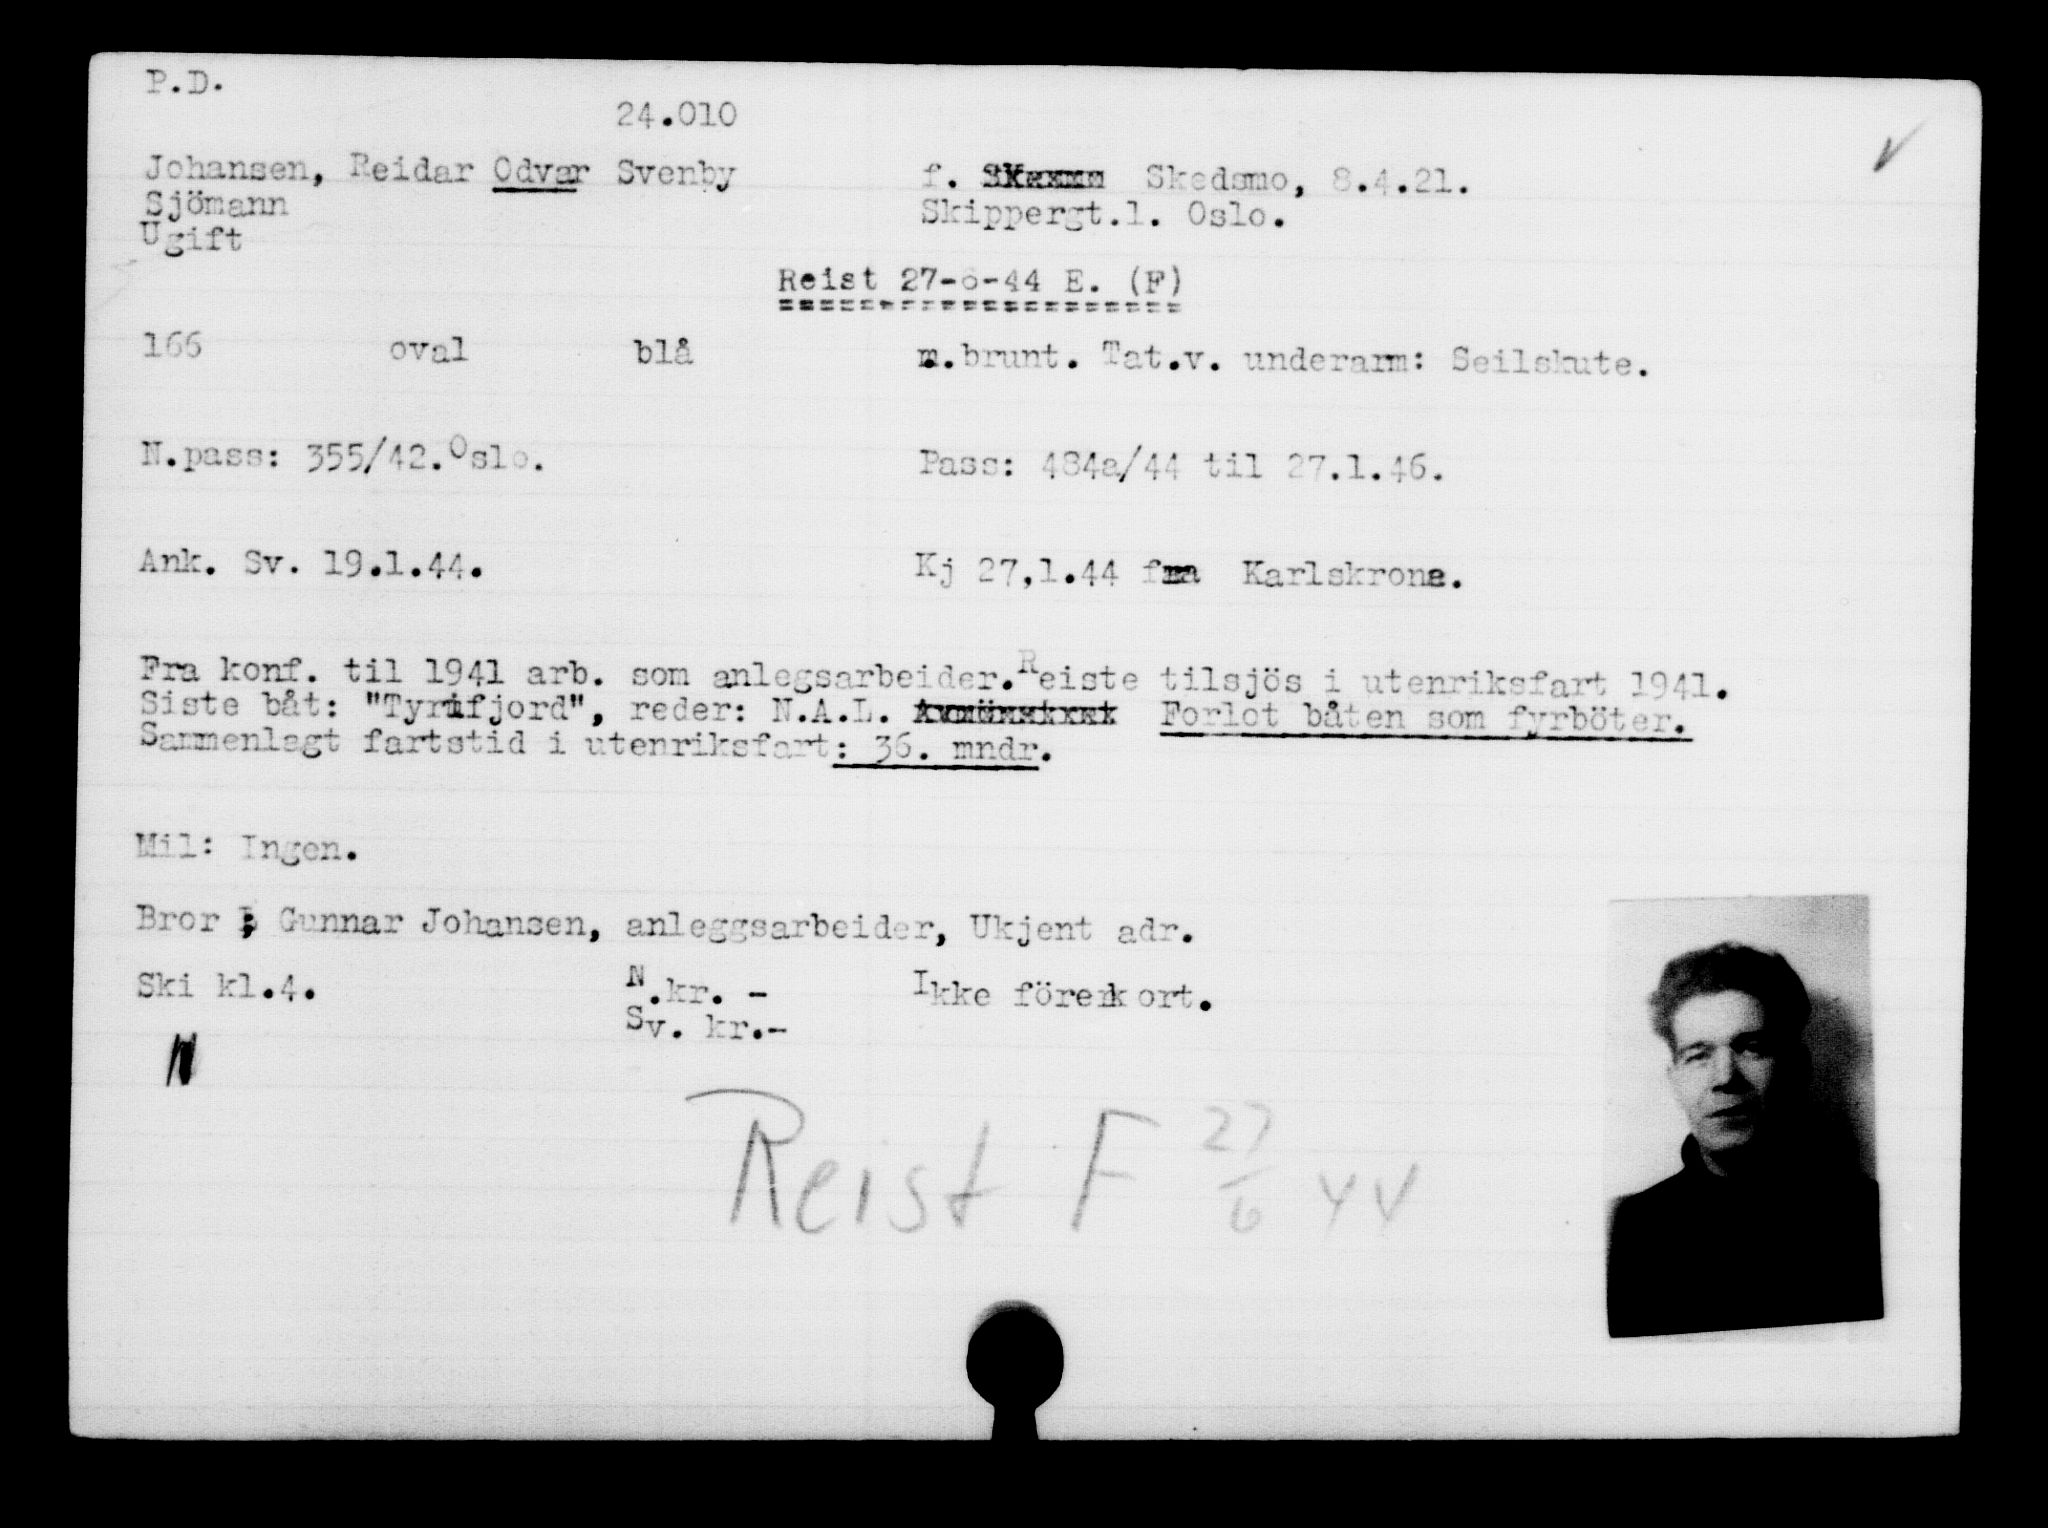 P.D.
24.010
Johansen, Reidar Odvar Svenby f. Skedsmo, 8.4.21.
Sjömann Skippergt.1. Oslo.
Ugift
Reist 27-6-44 E. (F)
====================
166 oval blå m.brunt. Tat.v. underarm: Seilskute.
N.pass: 355/42.Oslo. Pass: 484a/44 til 27.1.46.
Ank. Sv. 19.1.44. Kj 27,1.44 fra Karlskrona.
Fra konf. til 1941 arb. som anlegsarbeider.Reiste tilsjös i utenriksfart 1941.
Siste båt: "Tyrifjord", reder: N.A.L. Forlot båten som fyrböter.
Sammenlagt fartstid i utenriksfart: 36. mndr.
Mil: Ingen.
Bror ; Gunnar Johansen, anleggsarbeider, Ukjent adr.
Ski kl.4. N.kr. - Ikke förerkort.
Sv. kr.-
N
Reist F 27/6 44